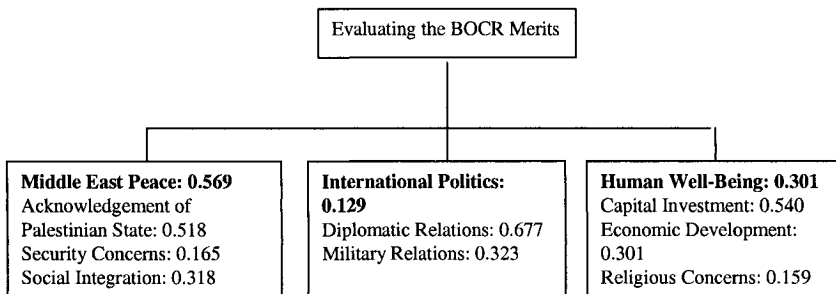 Evaluating the BOCR Merits
Middle East Peace: 0.569
Acknowledgement of
Palestinian State: 0.518
Security Concerns: 0.165
Social Integration: 0.318
International Politics:
0.129
Diplomatic Relations: 0.677
Military Relations: 0.323
Human Well-Being: 0.301
Capital Investment: 0.540
Economic Development:
0.301
Religious Concerns: 0.159